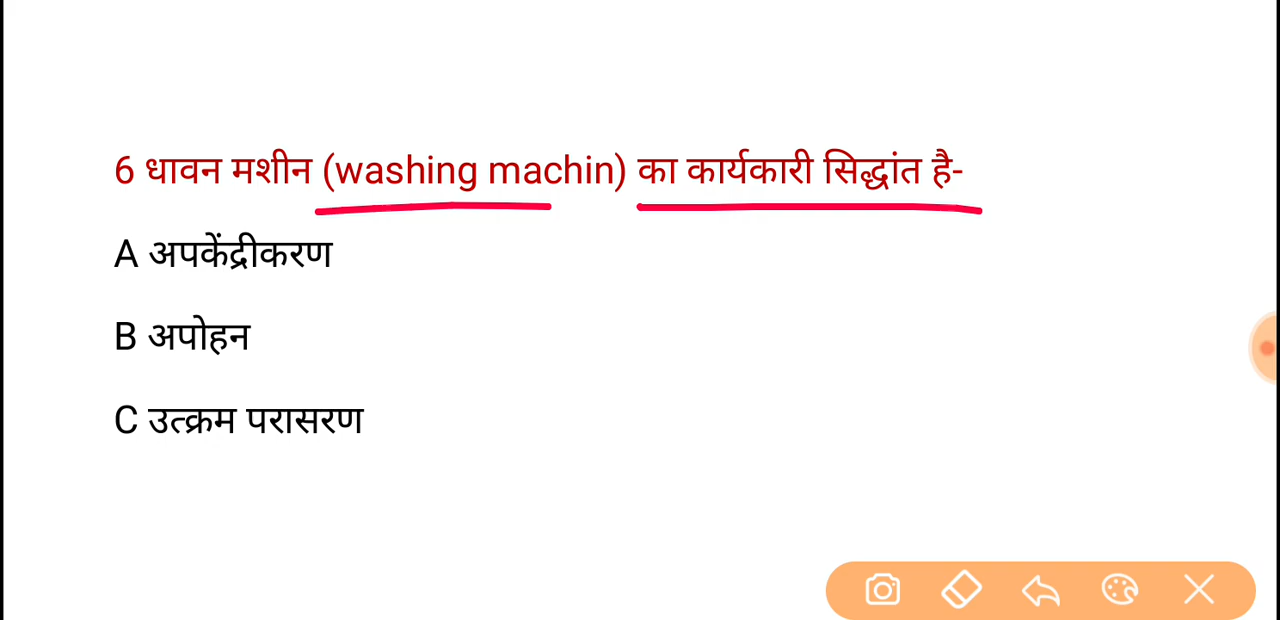 6 धावन मशीन (washing machin) का कार्यकारी सिद्धांत है-
A अपकेंद्रीकरण
B अपोहन
C उत्क्रम परासरण